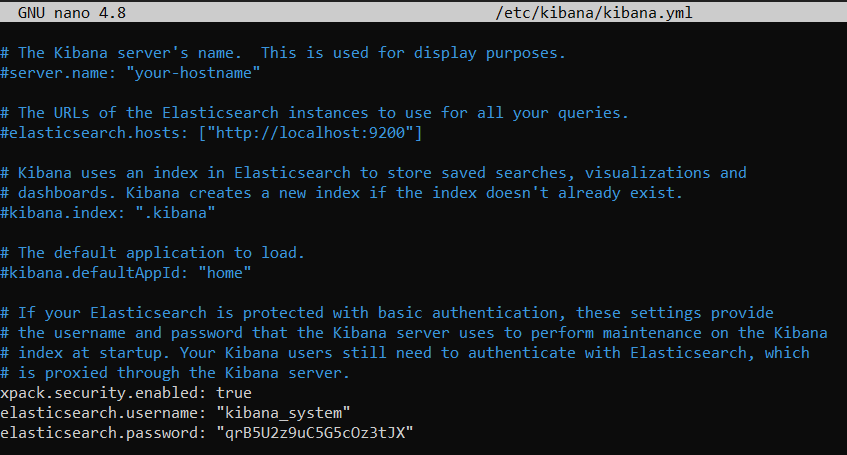 GNU nano 4.8 /etc/kibana/kibana.yml
# The Kibana server's name.  This is used for display purposes.
#server.name: "your-hostname"
# The URLs of the Elasticsearch instances to use for all your queries.
#elasticsearch.hosts: ["http://localhost:9200"]
# Kibana uses an index in Elasticsearch to store saved searches, visualizations and
# dashboards. Kibana creates a new index if the index doesn't already exist.
#kibana.index: ".kibana"
# The default application to load.
#kibana.defaultAppId: "home"
# If your Elasticsearch is protected with basic authentication, these settings provide
# the username and password that the Kibana server uses to perform maintenance on the Kibana
# index at startup. Your Kibana users still need to authenticate with Elasticsearch, which
# is proxied through the Kibana server.
xpack.security.enabled: true
elasticsearch.username: "kibana_system"
elasticsearch.password: "qrB5U2z9uC5G5cOz3tJX"